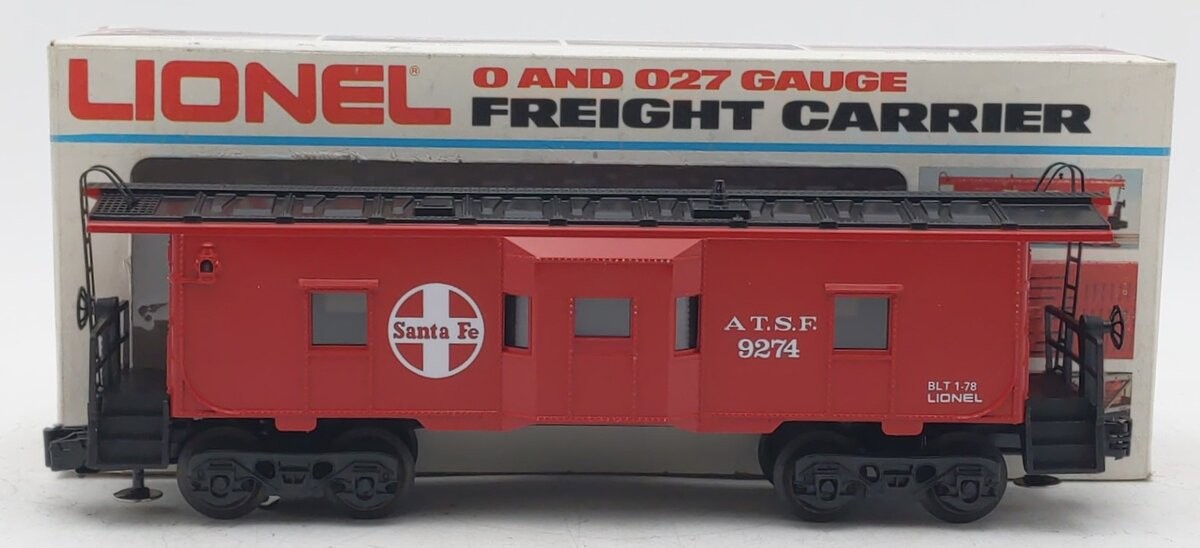 LIONEL®
O AND O27 GAUGE
FREIGHT CARRIER
Santa Fe
A.T.S.F.
9274
BLT 1-78
LIONEL